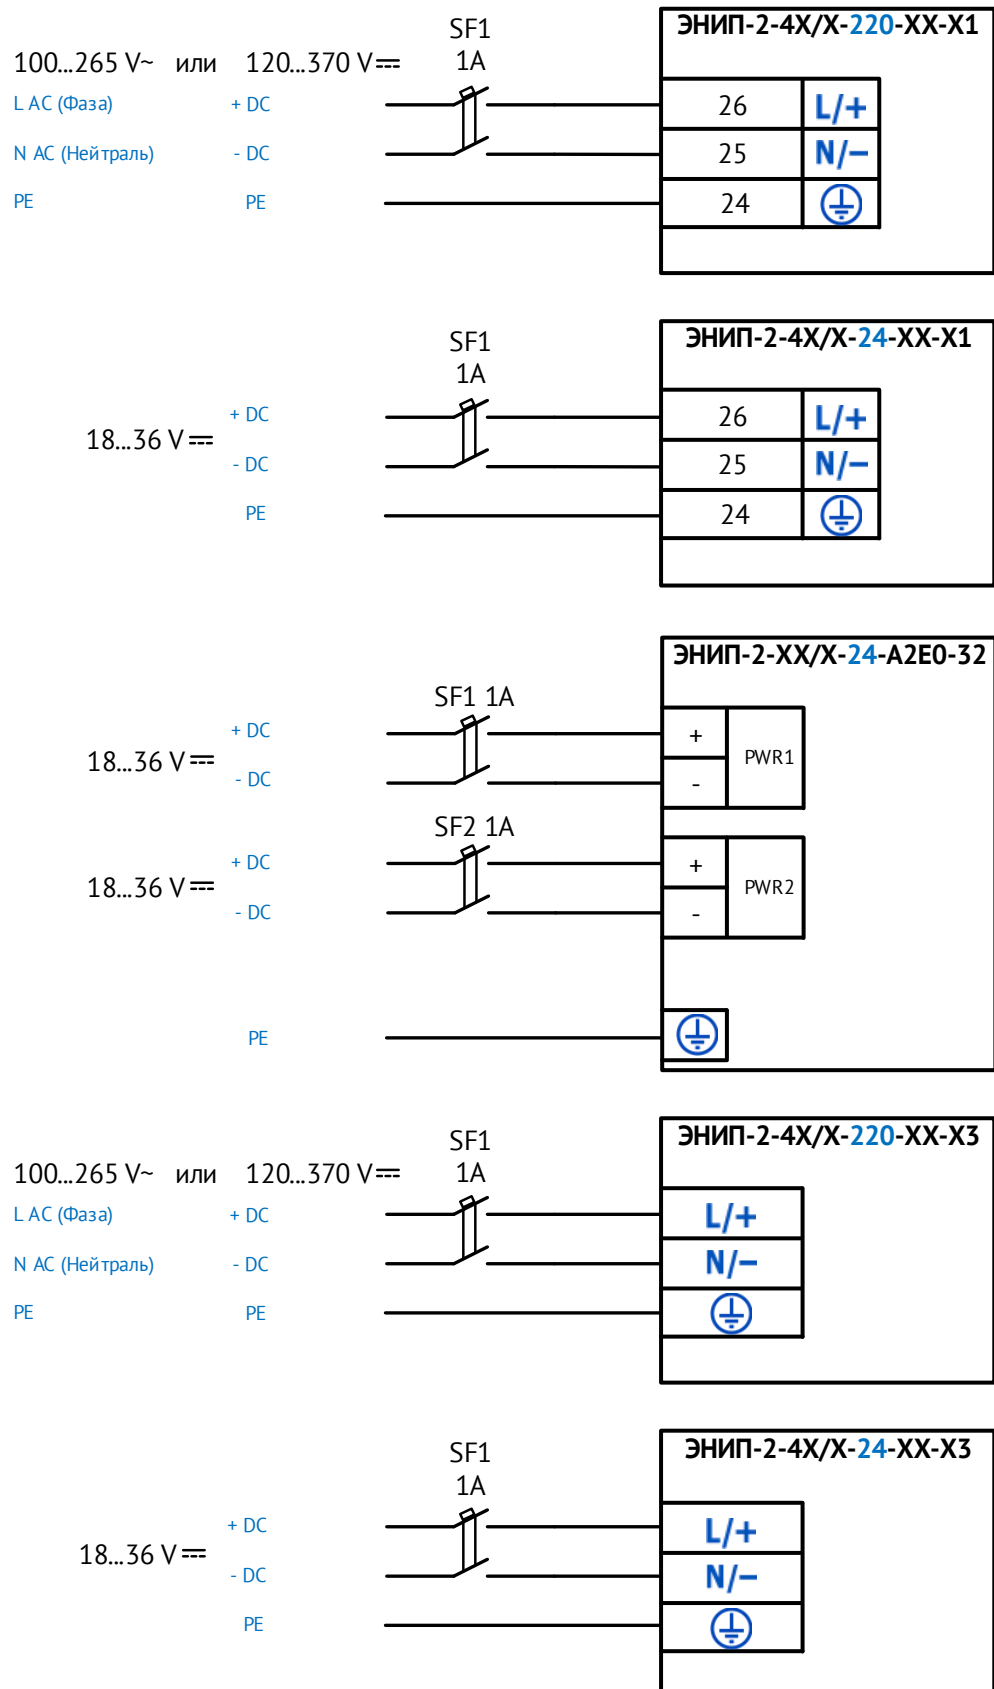 ЭНИП-2-4X/X-220-XX-X1
SF1
1A
100...265 V~ или 120...370 V
L AC (Фаза) + DC
26 L/+
N AC (Нейтраль) - DC
25 N/−
PE PE
24
ЭНИП-2-4X/X-24-XX-X1
SF1
1A
18...36 V
+ DC
26 L/+
- DC
25 N/−
PE
24
ЭНИП-2-XX/X-24-A2E0-32
SF1 1A
18...36 V
+ DC
+
PWR1
- DC
-
SF2 1A
18...36 V
+ DC
+
PWR2
- DC
-
PE
ЭНИП-2-4X/X-220-XX-X3
SF1
1A
100...265 V~ или 120...370 V
L AC (Фаза) + DC
L/+
N AC (Нейтраль) - DC
N/−
PE PE
ЭНИП-2-4X/X-24-XX-X3
SF1
1A
18...36 V
+ DC
L/+
- DC
N/−
PE